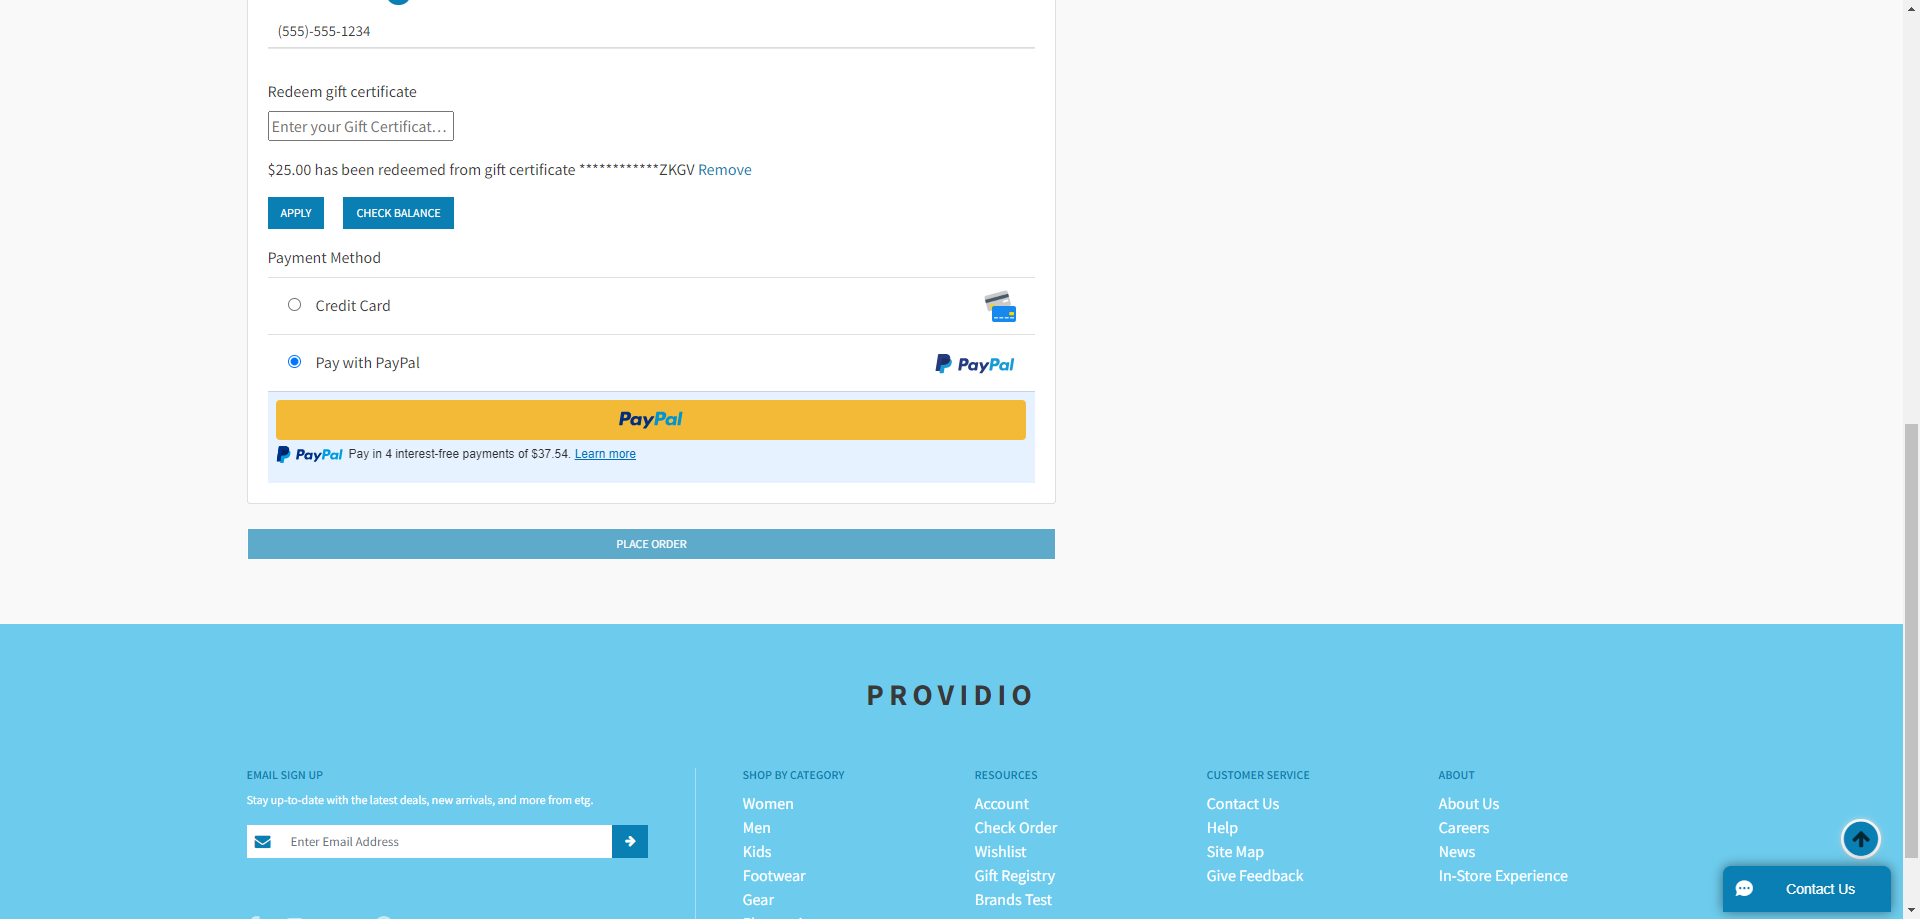 (555)-555-1234
Redeem gift certificate
Enter your Gift Certificat…
$25.00 has been redeemed from gift certificate ************ZKGV Remove
APPLY
CHECK BALANCE
Payment Method
Credit Card
Pay with PayPal
PayPal
PayPal
PayPal Pay in 4 interest-free payments of $37.54. Learn more
PLACE ORDER
PROVIDIO
EMAIL SIGN UP
Stay up-to-date with the latest deals, new arrivals, and more from etg.
Enter Email Address
SHOP BY CATEGORY
Women
Men
Kids
Footwear
Gear
RESOURCES
Account
Check Order
Wishlist
Gift Registry
Brands Test
CUSTOMER SERVICE
Contact Us
Help
Site Map
Give Feedback
ABOUT
About Us
Careers
News
In-Store Experience
Contact Us